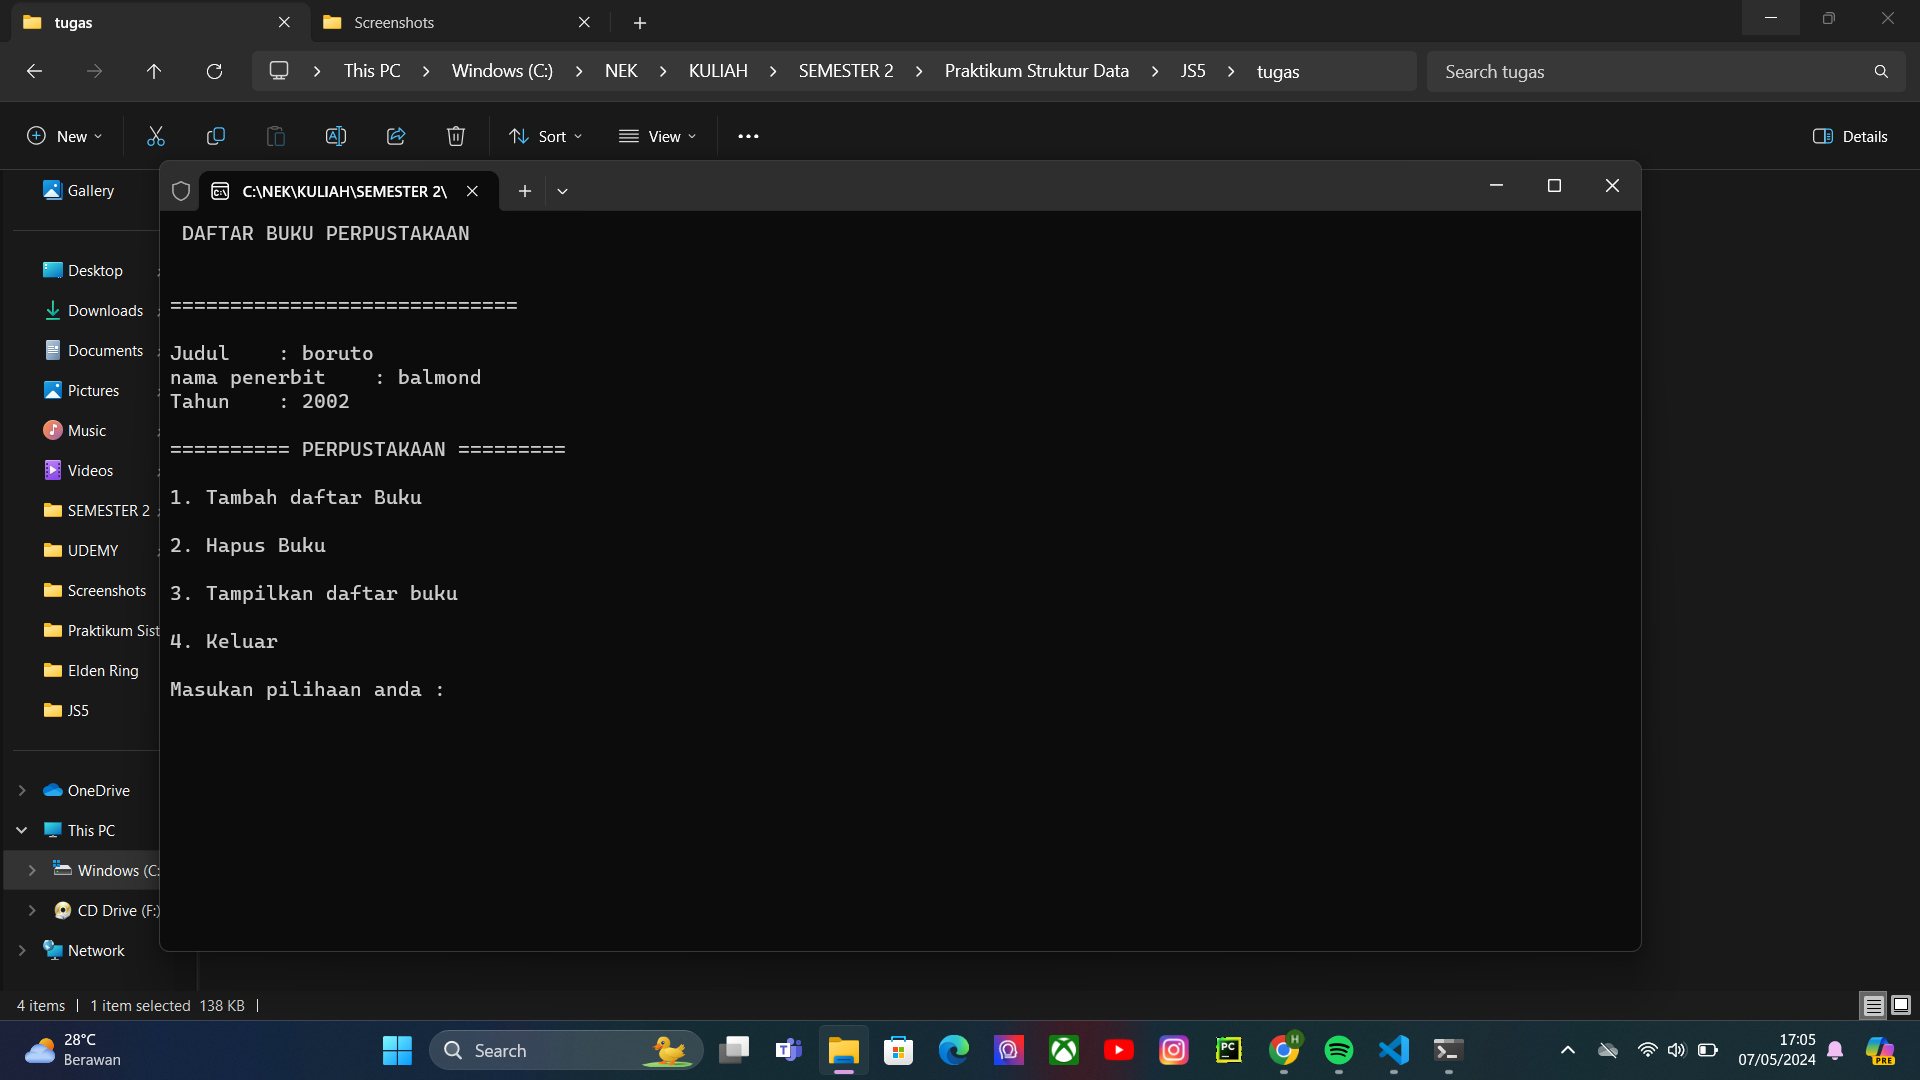 tugas
Screenshots
This PC > Windows (C:) > NEK > KULIAH > SEMESTER 2 > Praktikum Struktur Data > JS5 > tugas
Search tugas
New
Sort
View
Details
Gallery
Desktop
Downloads
Documents
Pictures
Music
Videos
SEMESTER 2
UDEMY
Screenshots
Praktikum Sist
Elden Ring
JS5
OneDrive
This PC
Windows (C:
CD Drive (F:)
Network
C:\NEK\KULIAH\SEMESTER 2\
DAFTAR BUKU PERPUSTAKAAN
=============================
Judul    : boruto
nama penerbit    : balmond
Tahun    : 2002
========== PERPUSTAKAAN =========
1. Tambah daftar Buku
2. Hapus Buku
3. Tampilkan daftar buku
4. Keluar
Masukan pilihaan anda :
4 items | 1 item selected 138 KB |
28°C
Berawan
Search
17:05
07/05/2024
PRE